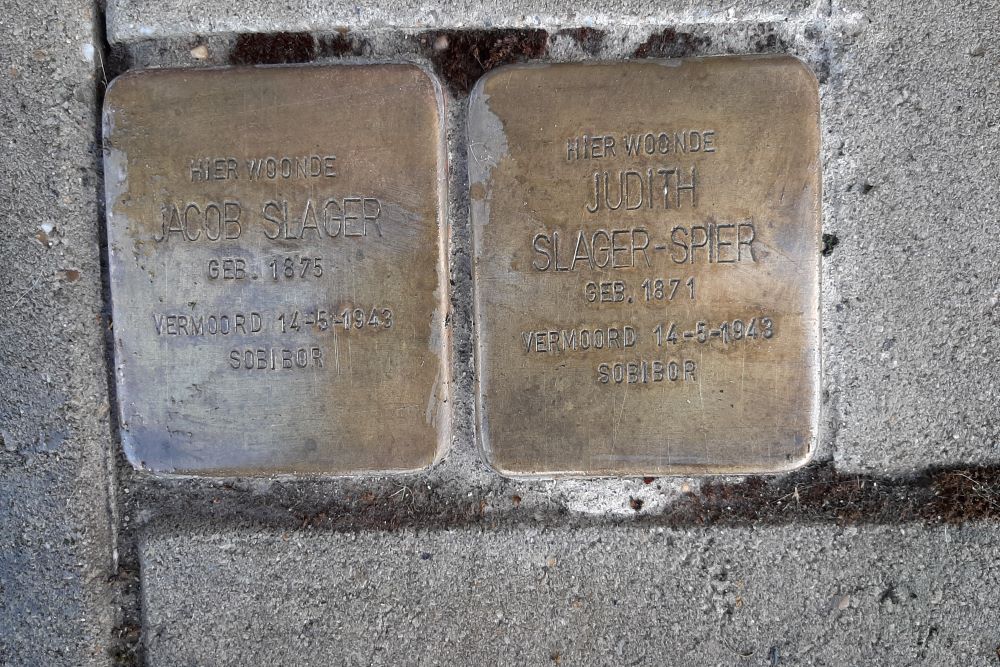 HIER WOONDE
JACOB SLAGER
GEB. 1875
VERMOORD 14-5-1943
SOBIBOR
HIER WOONDE
JUDITH
SLAGER-SPIER
GEB. 1871
VERMOORD 14-5-1943
SOBIBOR